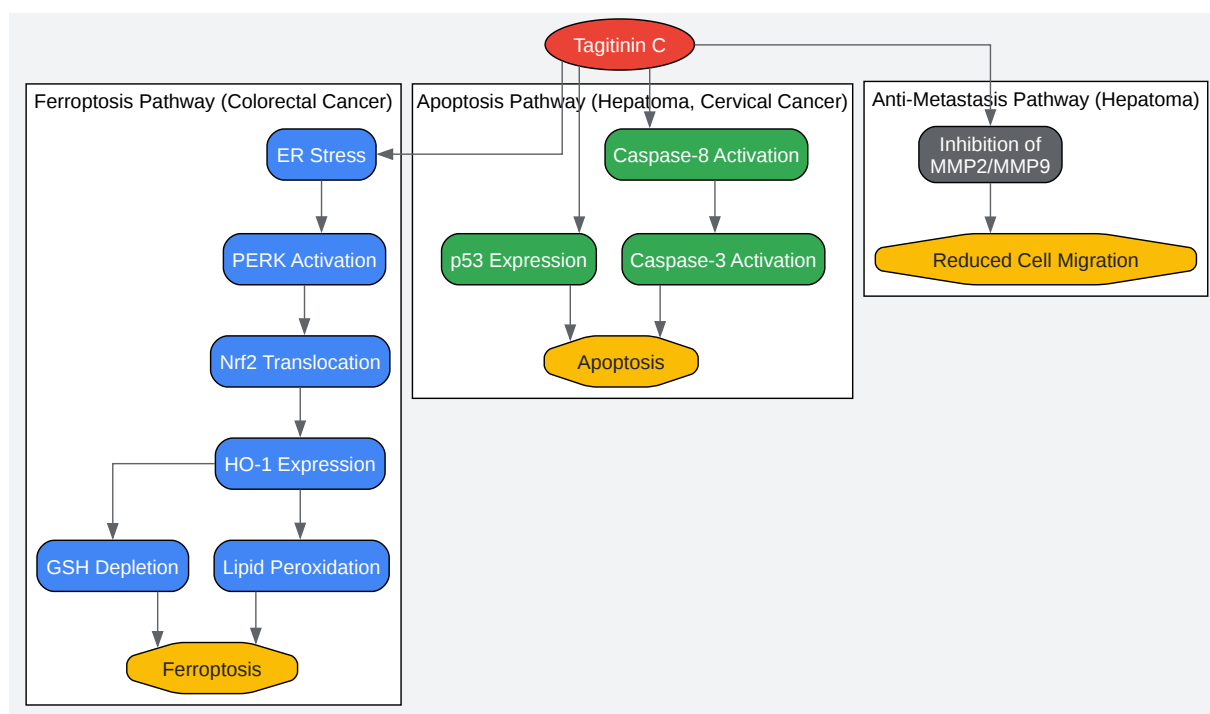 Tagitinin C
Ferroptosis Pathway (Colorectal Cancer)
ER Stress
PERK Activation
Nrf2 Translocation
HO-1 Expression
GSH Depletion
Lipid Peroxidation
Ferroptosis
Apoptosis Pathway (Hepatoma, Cervical Cancer)
Caspase-8 Activation
p53 Expression
Caspase-3 Activation
Apoptosis
Anti-Metastasis Pathway (Hepatoma)
Inhibition of
MMP2/MMP9
Reduced Cell Migration